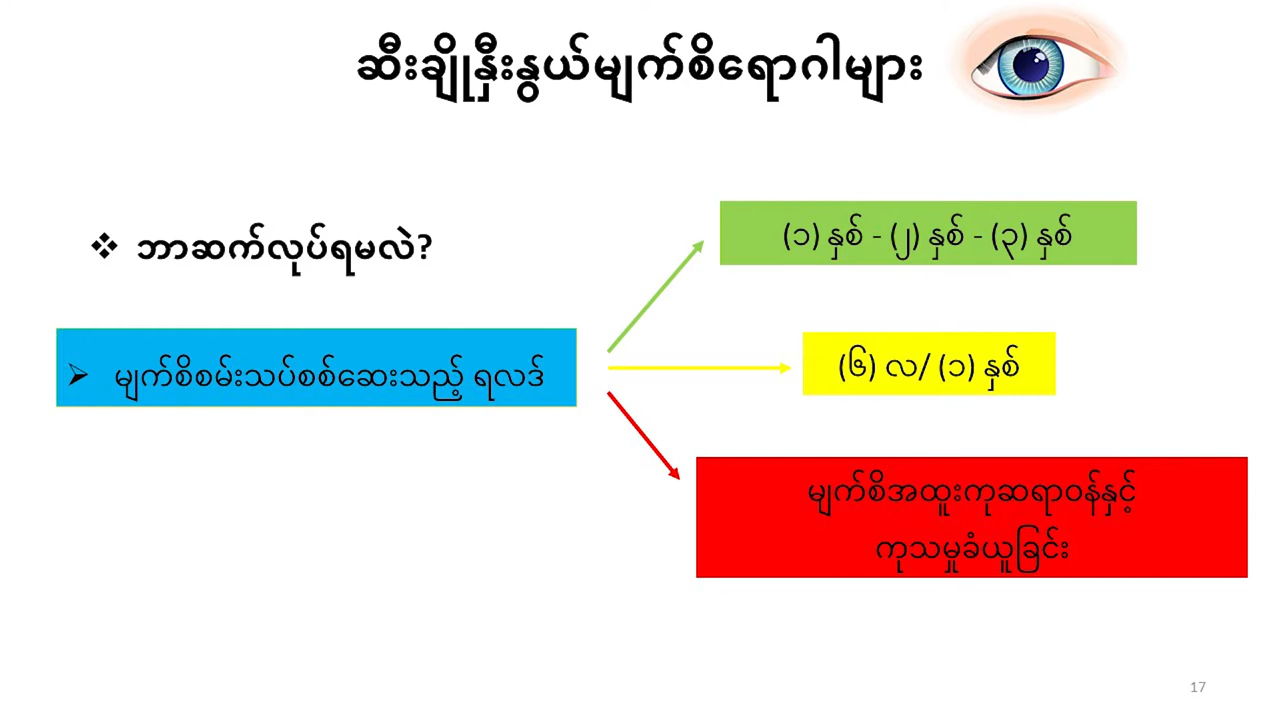 ဆီးချိုနှီးနွယ်မျက်စိရောဂါများ
❖ ဘာဆက်လုပ်ရမလဲ?
(၁) နှစ် - (၂) နှစ် - (၃) နှစ်
(၆) လ/ (၁) နှစ်
➢ မျက်စိစမ်းသပ်စစ်ဆေးသည့် ရလဒ်
မျက်စိအထူးကုဆရာဝန်နှင့်
ကုသမှုခံယူခြင်း
17